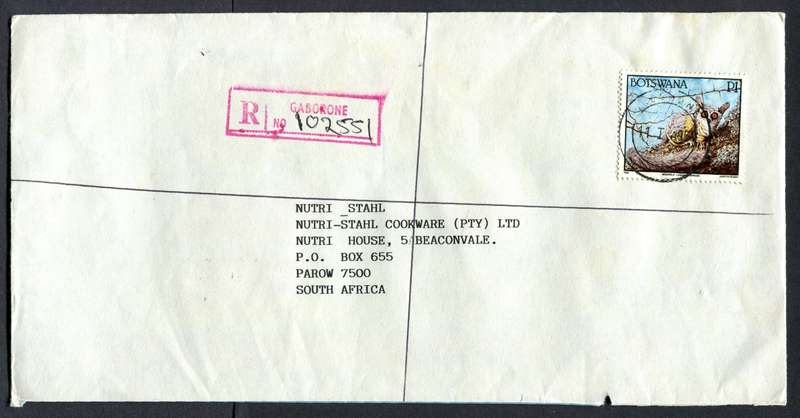 R GABORONE
NO 102551
BOTSWANA P1
NUTRI _STAHL
NUTRI-STAHL COOKWARE (PTY) LTD
NUTRI HOUSE, 5 BEACONVALE.
P.O. BOX 655
PAROW 7500
SOUTH AFRICA